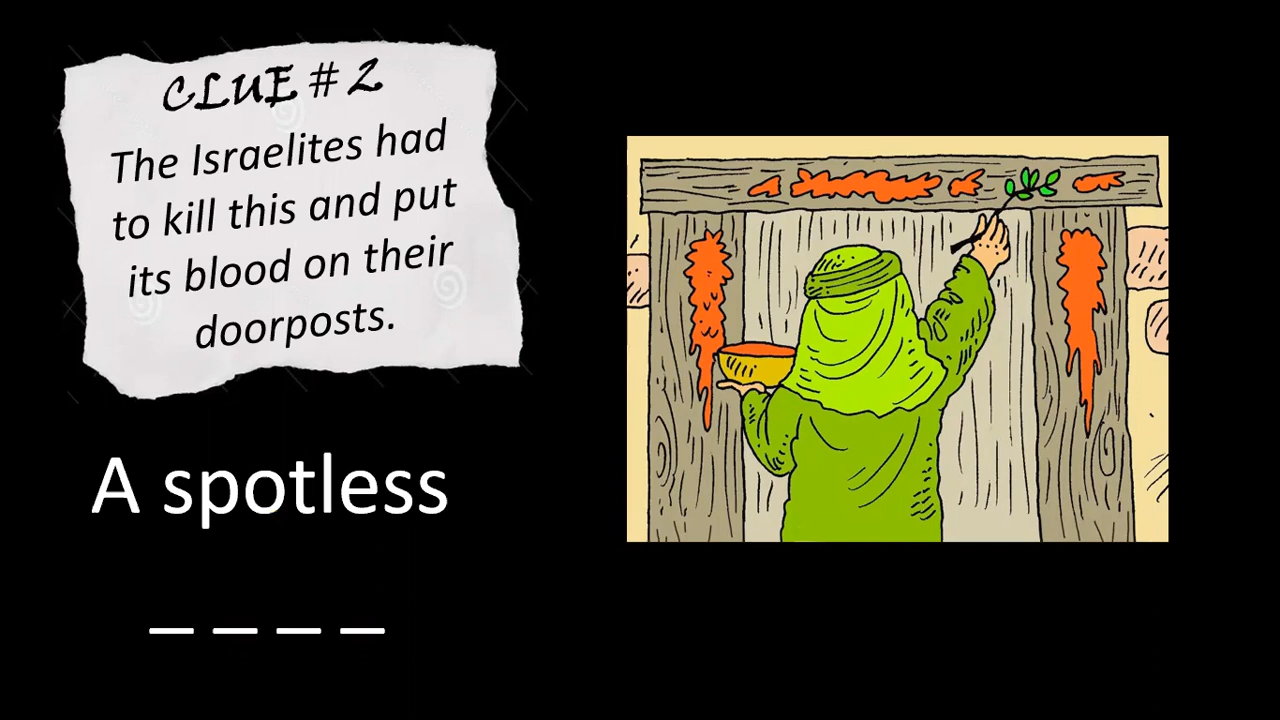 CLUE # 2
The Israelites had
to kill this and put
its blood on their
doorposts.
A spotless
_ _ _ _